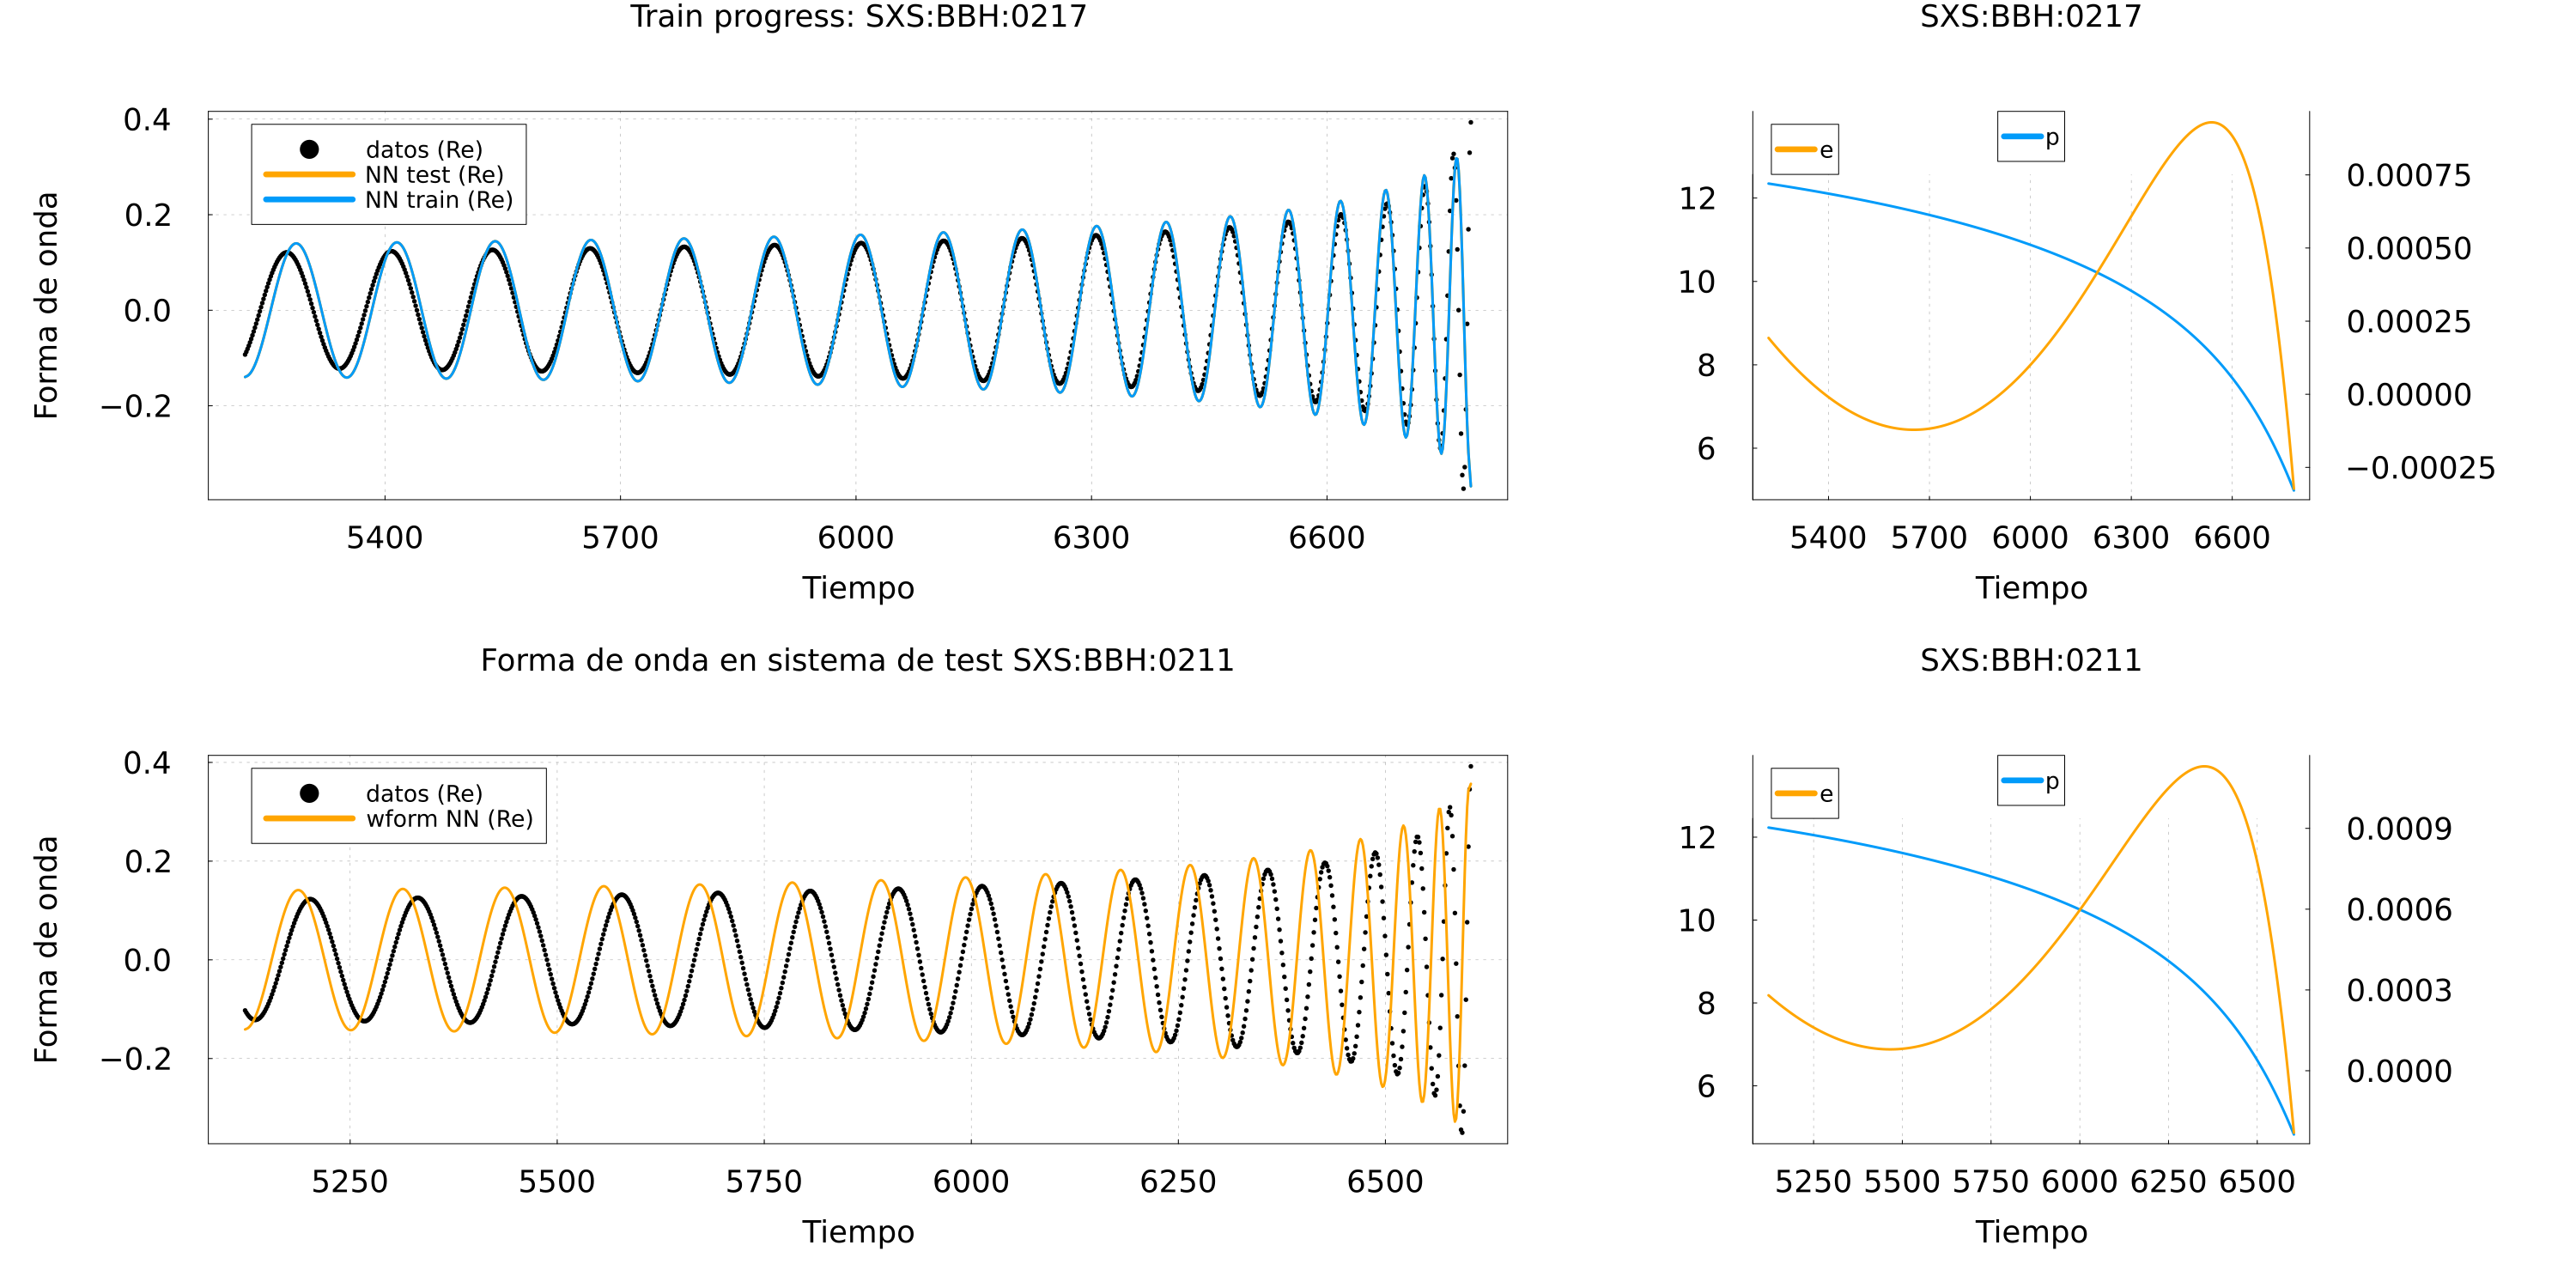 Train progress: SXS:BBH:0217
SXS:BBH:0217
Forma de onda
0.4
0.2
0.0
−0.2
datos (Re)
NN test (Re)
NN train (Re)
5400 5700 6000 6300 6600
Tiempo
12
10
8
6
e
p
0.00075
0.00050
0.00025
0.00000
−0.00025
5400 5700 6000 6300 6600
Tiempo
Forma de onda en sistema de test SXS:BBH:0211
SXS:BBH:0211
Forma de onda
0.4
0.2
0.0
−0.2
datos (Re)
wform NN (Re)
5250 5500 5750 6000 6250 6500
Tiempo
12
10
8
6
e
p
0.0009
0.0006
0.0003
0.0000
5250 5500 5750 6000 6250 6500
Tiempo